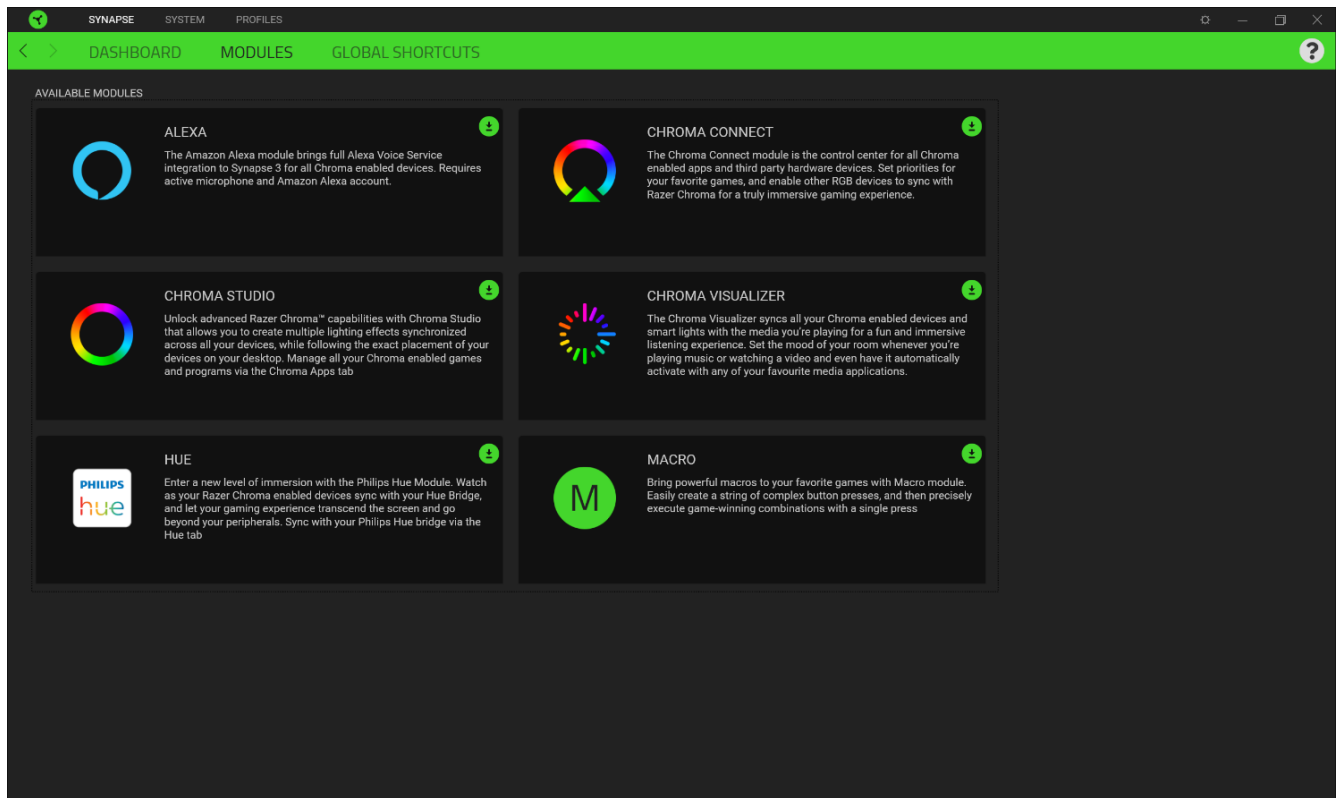 SYNAPSE SYSTEM PROFILES
DASHBOARD MODULES GLOBAL SHORTCUTS
?
AVAILABLE MODULES
ALEXA
The Amazon Alexa module brings full Alexa Voice Service
integration to Synapse 3 for all Chroma enabled devices. Requires
active microphone and Amazon Alexa account.
CHROMA CONNECT
The Chroma Connect module is the control center for all Chroma
enabled apps and third party hardware devices. Set priorities for
your favorite games, and enable other RGB devices to sync with
Razer Chroma for a truly immersive gaming experience.
CHROMA STUDIO
Unlock advanced Razer Chroma™ capabilities with Chroma Studio
that allows you to create multiple lighting effects synchronized
across all your devices, while following the exact placement of your
devices on your desktop. Manage all your Chroma enabled games
and programs via the Chroma Apps tab
CHROMA VISUALIZER
The Chroma Visualizer syncs all your Chroma enabled devices and
smart lights with the media you're playing for a fun and immersive
listening experience. Set the mood of your room whenever you're
playing music or watching a video and even have it automatically
activate with any of your favourite media applications.
PHILIPS
hue
HUE
Enter a new level of immersion with the Philips Hue Module. Watch
as your Razer Chroma enabled devices sync with your Hue Bridge,
and let your gaming experience transcend the screen and go
beyond your peripherals. Sync with your Philips Hue bridge via the
Hue tab
M
MACRO
Bring powerful macros to your favorite games with Macro module.
Easily create a string of complex button presses, and then precisely
execute game-winning combinations with a single press